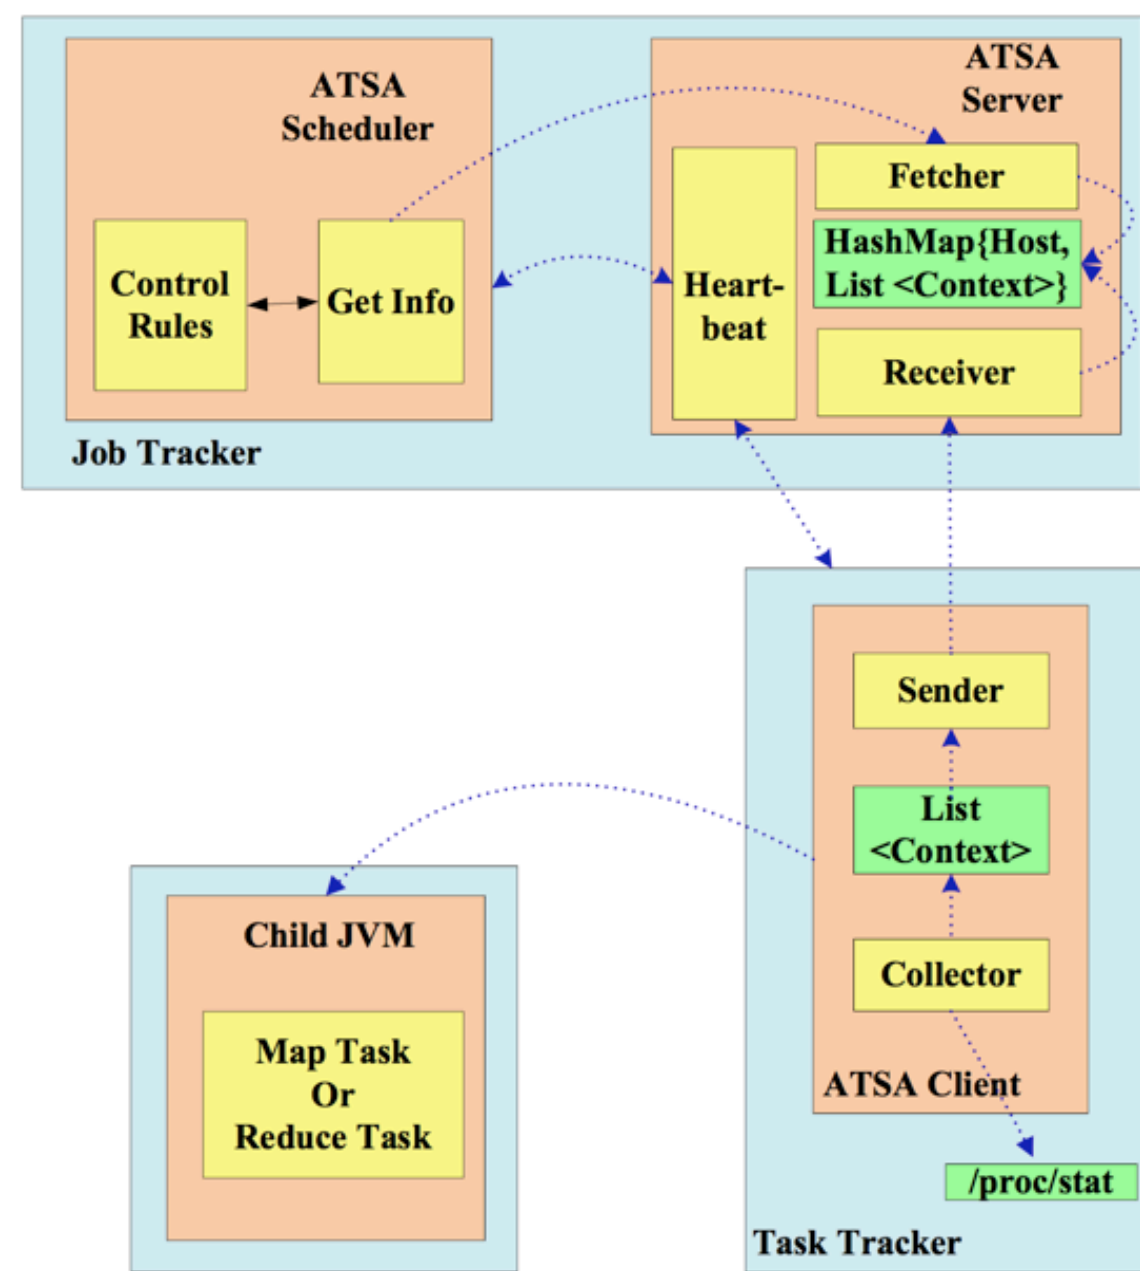 ATSA
Scheduler
Control
Rules
Get Info
Job Tracker
ATSA
Server
Fetcher
HashMap{Host,
List <Context>}
Heart-
beat
Receiver
Sender
List
<Context>
Collector
ATSA Client
/proc/stat
Task Tracker
Child JVM
Map Task
Or
Reduce Task